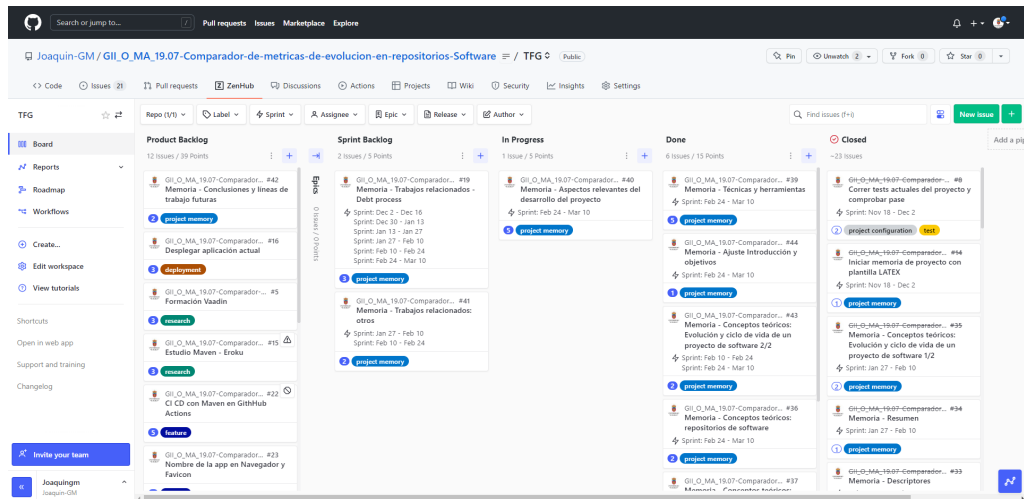 Search or jump to...
/
Pull requests Issues Marketplace Explore
Joaquin-GM / GII_O_MA_19.07-Comparador-de-metricas-de-evolucion-en-repositorios-Software = / TFG
Public
Pin
Unwatch 2
Fork 0
Star 0
Code
Issues 21
Pull requests
ZenHub
Discussions
Actions
Projects
Wiki
Security
Insights
Settings
TFG
Board
Reports
Roadmap
Workflows
Create...
Edit workspace
View tutorials
Shortcuts
Open in web app
Support and training
Changelog
Invite your team
Joaquingm
Joaquin-GM
Repo (1/1)
Label
Sprint
Assignee
Epic
Release
Author
Find issues (f+i)
New issue
Product Backlog
12 Issues / 39 Points
GII_O_MA_19.07-Comparador-... #42
Memoria - Conclusiones y lineas de
trabajo futuras
2 project memory
GII_O_MA_19.07-Comparador-... #16
Desplegar aplicación actual
3 deployment
GII_O_MA_19.07-Comparador-... #5
Formación Vaadin
3 research
GII_O_MA_19.07-Comparador-... #15
Estudio Maven - Eroku
3 research
GII_O_MA_19.07-Comparador... #22
CI CD con Maven en GithHub
Actions
5 feature
GII_O_MA_19.07-Comparador... #23
Nombre de la app en Navegador y
Favicon
Epics
0 Issues / 0 Points
Sprint Backlog
2 Issues / 5 Points
GII_O_MA_19.07-Comparador... #19
Memoria - Trabajos relacionados -
Debt process
Sprint: Dec 2 - Dec 16
Sprint: Dec 30 - Jan 13
Sprint: Jan 13 - Jan 27
Sprint: Jan 27 - Feb 10
Sprint: Feb 10 - Feb 24
Sprint: Feb 24 - Mar 10
3 project memory
GII_O_MA_19.07-Comparador... #41
Memoria - Trabajos relacionados:
otros
Sprint: Jan 27 - Feb 10
Sprint: Feb 10 - Feb 24
2 project memory
In Progress
1 Issue / 5 Points
GII_O_MA_19.07-Comparador... #40
Memoria - Aspectos relevantes del
desarrollo del proyecto
Sprint: Feb 24 - Mar 10
5 project memory
Done
6 Issues / 15 Points
GII_O_MA_19.07-Comparador... #39
Memoria - Técnicas y herramientas
Sprint: Feb 24 - Mar 10
5 project memory
GII_O_MA_19.07-Comparador... #44
Memoria - Ajuste Introducción y
objetivos
Sprint: Feb 24 - Mar 10
1 project memory
GII_O_MA_19.07-Comparador... #43
Memoria - Conceptos teóricos:
Evolución y ciclo de vida de un
proyecto de software 2/2
Sprint: Feb 10 - Feb 24
Sprint: Feb 24 - Mar 10
2 project memory
GII_O_MA_19.07-Comparador... #36
Memoria - Conceptos teóricos:
repositorios de software
Sprint: Feb 24 - Mar 10
2 project memory
GII_O_MA_19.07-Comparador... #37
Memoria - Conceptos teóricos:
Closed
~23 Issues
GII_O_MA_19.07-Comparador-... #8
Correr tests actuales del proyecto y
comprobar pase
Sprint: Nov 18 - Dec 2
2 project configuration test
GII_O_MA_19.07-Comparador... #14
Iniciar memoria de proyecto con
plantilla LATEX
Sprint: Nov 18 - Dec 2
1 project memory
GII_O_MA_19.07-Comparador... #35
Memoria - Conceptos teóricos:
Evolución y ciclo de vida de un
proyecto de software 1/2
Sprint: Jan 27 - Feb 10
2 project memory
GII_O_MA_19.07-Comparador... #34
Memoria - Resumen
Sprint: Jan 27 - Feb 10
1 project memory
GII_O_MA_19.07-Comparador... #33
Memoria - Descriptores
Add a pip